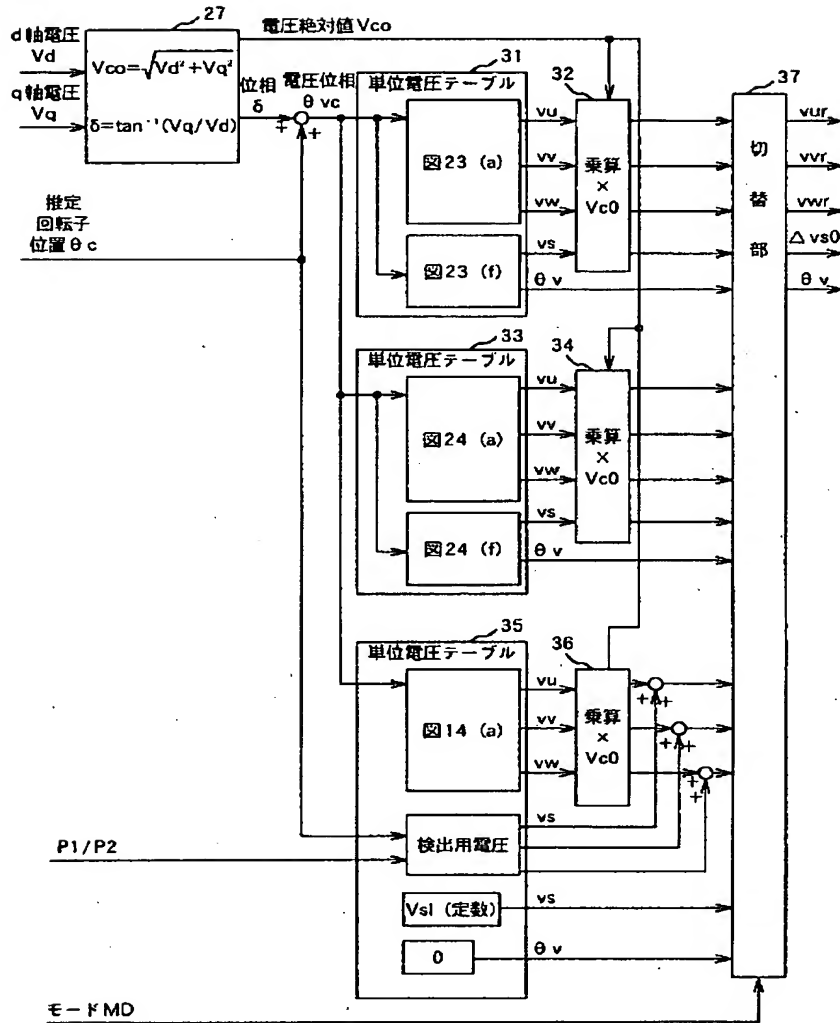 27
電圧絶対値Vco
d軸電圧
Vd
q軸電圧
Vq
Vco=√Vd²+Vq²
δ=tan⁻¹(Vq/Vd)
位相
δ
電圧位相
θvc
+
+
推定
回転子
位置θc
31
単位電圧テーブル
図23 (a)
図23 (f)
vu
vv
vw
vs
θv
32
乗算
×
Vc0
37
切替部
vur
vvr
vwr
Δvs0
θv
33
単位電圧テーブル
図24 (a)
図24 (f)
vu
vv
vw
vs
θv
34
乗算
×
Vc0
35
単位電圧テーブル
図14 (a)
vu
vv
vw
36
乗算
×
Vc0
+
+
+
+
+
+
P1/P2
検出用電圧
vs
Vsl (定数)
vs
0
θv
モードMD